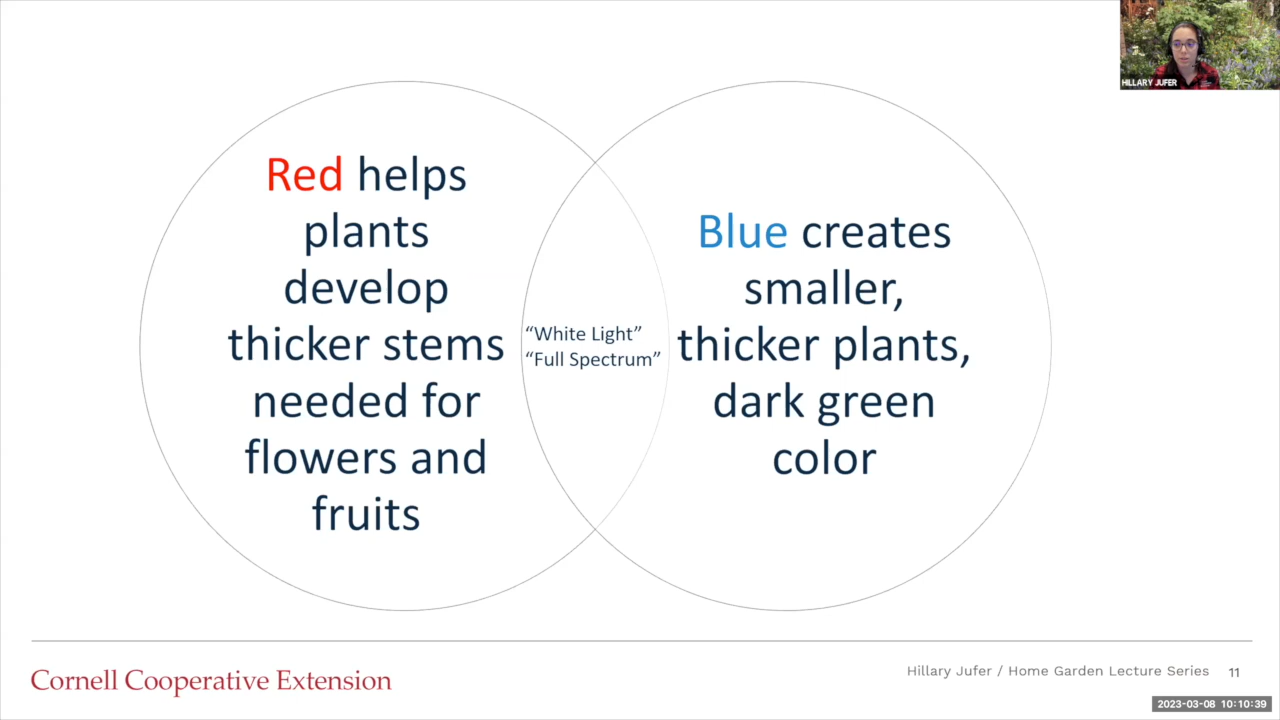 HILLARY JUFER
Red helps
plants
develop
thicker stems
needed for
flowers and
fruits
“White Light”
“Full Spectrum”
Blue creates
smaller,
thicker plants,
dark green
color
Cornell Cooperative Extension
Hillary Jufer / Home Garden Lecture Series 11
2023-03-08 10:10:39